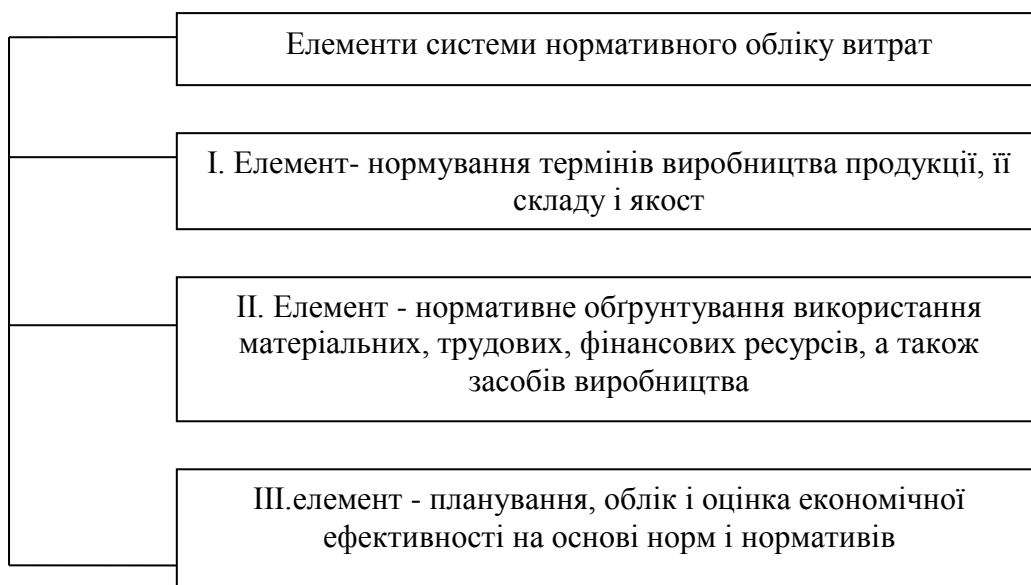 Елементи системи нормативного обліку витрат
I. Елемент- нормування термінів виробництва продукції, її
складу і якост
II. Елемент - нормативне обґрунтування використання
матеріальних, трудових, фінансових ресурсів, а також
засобів виробництва
III.елемент - планування, облік і оцінка економічної
ефективності на основі норм і нормативів